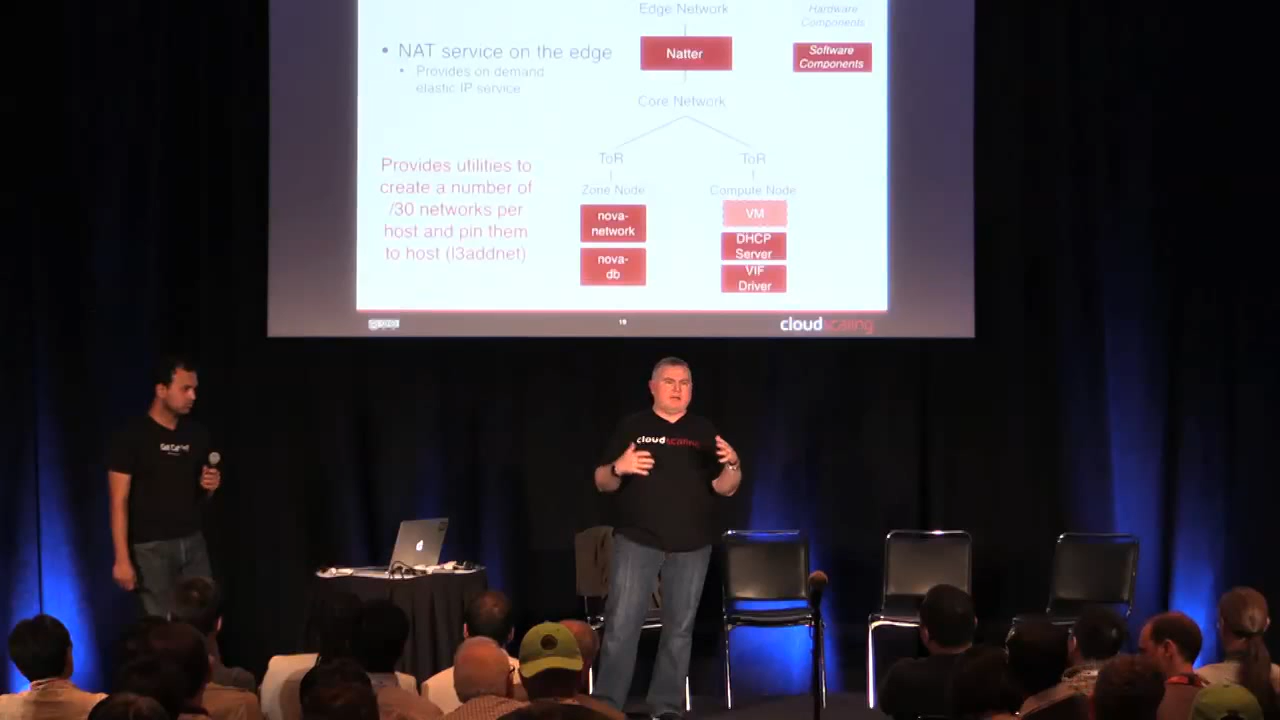 Edge Network
Hardware
Components
• NAT service on the edge
• Provides on demand
elastic IP service
Natter
Software
Components
Core Network
Provides utilities to
create a number of
/30 networks per
host and pin them
to host (l3addnet)
ToR
Zone Node
nova-
network
nova-
db
ToR
Compute Node
VM
DHCP
Server
VIF
Driver
19
cloudscaling
cloudscaling